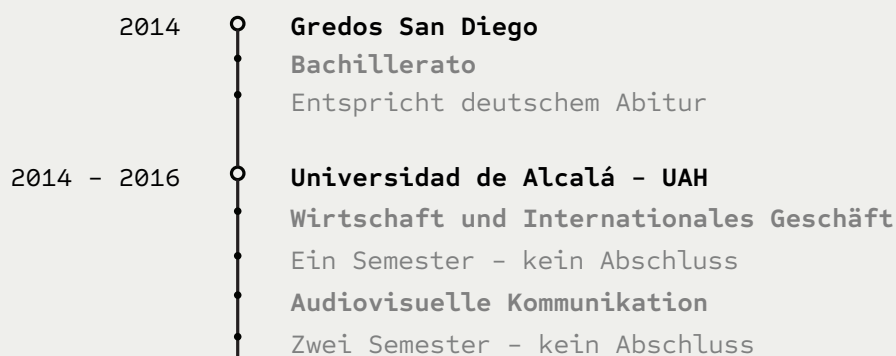 2014 Gredos San Diego
Bachillerato
Entspricht deutschem Abitur
2014 – 2016 Universidad de Alcalá – UAH
Wirtschaft und Internationales Geschäft
Ein Semester – kein Abschluss
Audiovisuelle Kommunikation
Zwei Semester – kein Abschluss